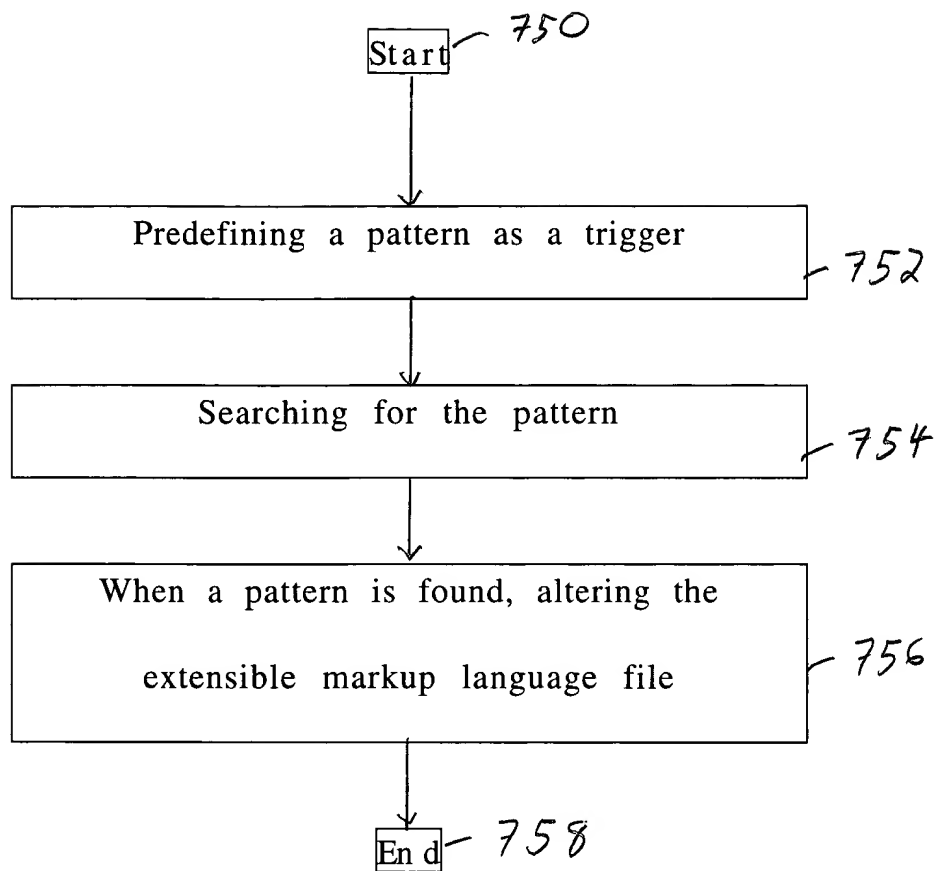 Start 750
Predefining a pattern as a trigger
752
Searching for the pattern
754
When a pattern is found, altering the
extensible markup language file
756
End 758